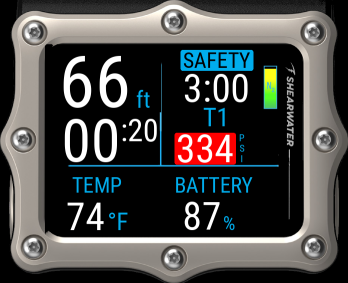 66 ft
00:20
SAFETY
3:00
T1
334 PSI
N₂
SHEARWATER
TEMP
74 °F
BATTERY
87 %